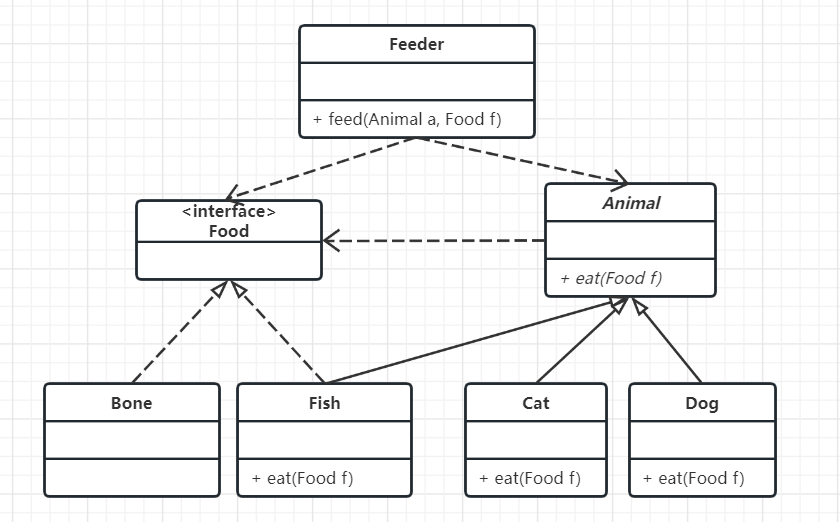 Feeder
+ feed(Animal a, Food f)
<interface>
Food
Animal
+ eat(Food f)
Bone
Fish
+ eat(Food f)
Cat
+ eat(Food f)
Dog
+ eat(Food f)